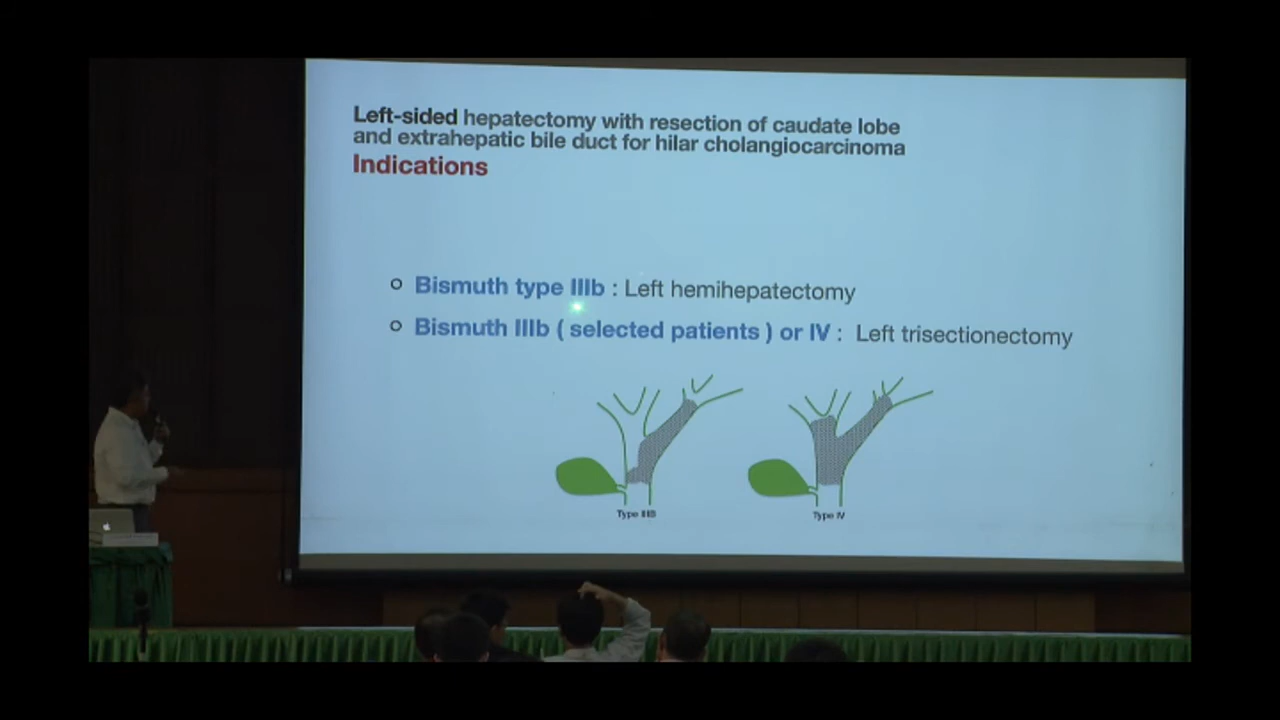 Left-sided hepatectomy with resection of caudate lobe
and extrahepatic bile duct for hilar cholangiocarcinoma
Indications
Bismuth type IIIb : Left hemihepatectomy
Bismuth IIIb ( selected patients ) or IV : Left trisectionectomy
Type IIIB
Type IV